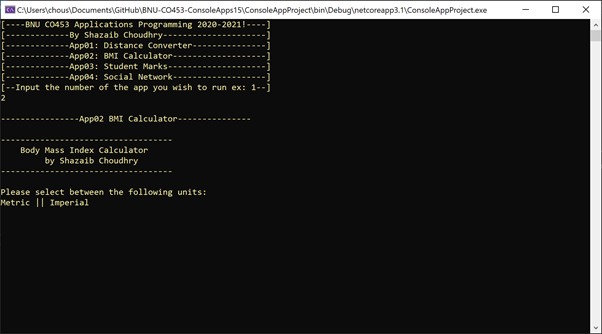 C:\Users\chous\Documents\GitHub\BNU-CO453-ConsoleApps15\ConsoleAppProject\bin\Debug\netcoreapp3.1\ConsoleAppProject.exe
[----BNU CO453 Applications Programming 2020-2021!----]
[-------------By Shazaib Choudhry---------------------]
[-------------App01: Distance Converter---------------]
[-------------App02: BMI Calculator-------------------]
[-------------App03: Student Marks--------------------]
[-------------App04: Social Network-------------------]
[--Input the number of the app you wish to run ex: 1--]
2
----------------App02 BMI Calculator---------------
-----------------------------------
Body Mass Index Calculator
by Shazaib Choudhry
-----------------------------------
Please select between the following units:
Metric || Imperial